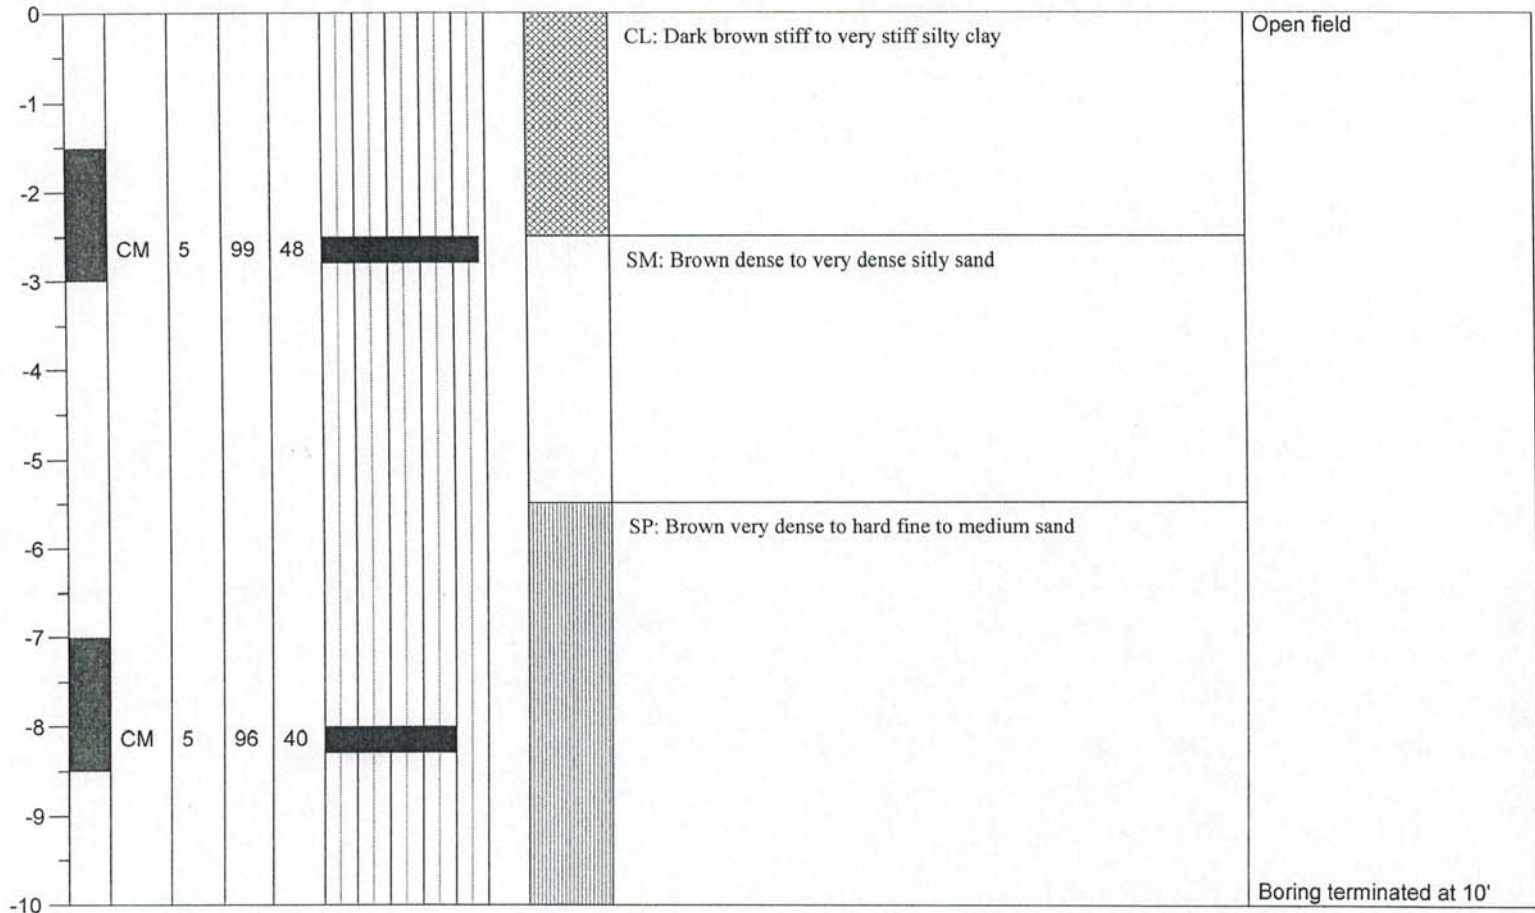 0
CL: Dark brown stiff to very stiff silty clay
Open field
-1
-2
CM 5 99 48
SM: Brown dense to very dense sitly sand
-3
-4
-5
SP: Brown very dense to hard fine to medium sand
-6
-7
-8
CM 5 96 40
-9
Boring terminated at 10'
-10